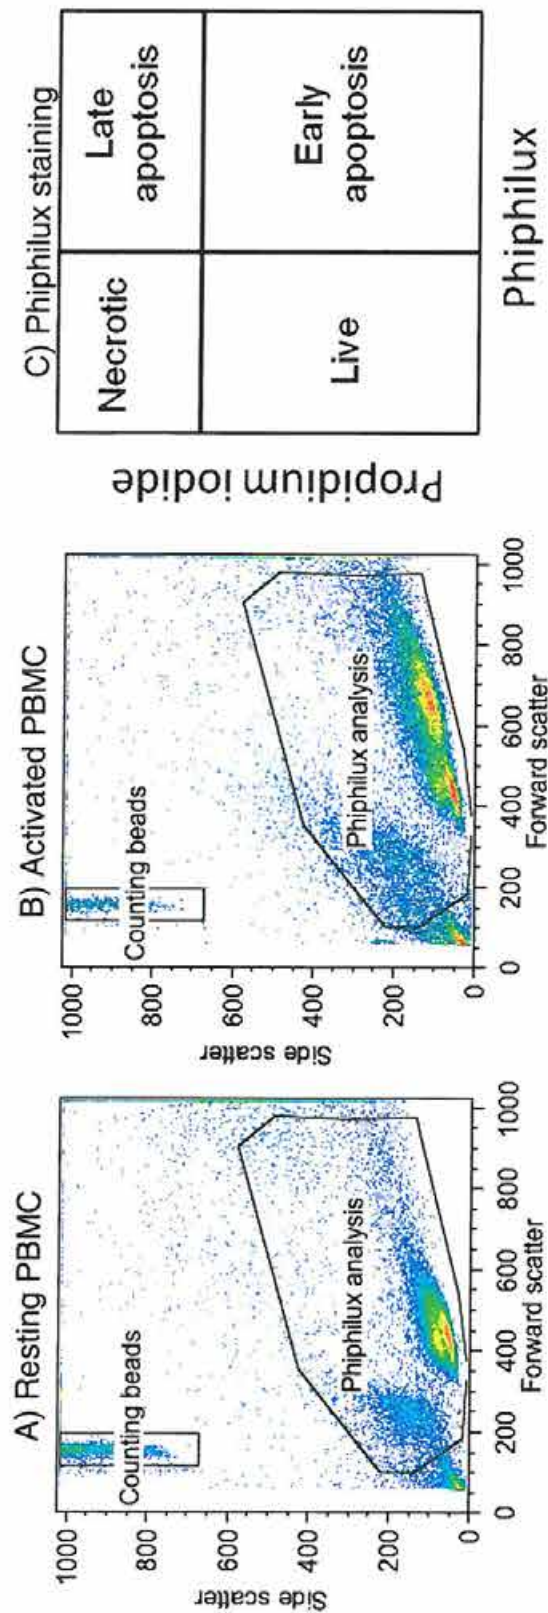 A) Resting PBMC
Side scatter
1000
800
600
400
200
0
Counting beads
Phiphilux analysis
0
200
400
600
800
1000
Forward scatter
B) Activated PBMC
Side scatter
1000
800
600
400
200
0
Counting beads
Phiphilux analysis
0
200
400
600
800
1000
Forward scatter
C) Phiphilux staining
Propidium iodide
Necrotic
Late
apoptosis
Live
Early
apoptosis
Phiphilux